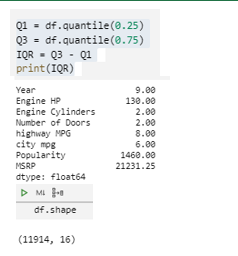 Q1 = df.quantile(0.25)
Q3 = df.quantile(0.75)
IQR = Q3 - Q1
print(IQR)
Year 9.00
Engine HP 130.00
Engine Cylinders 2.00
Number of Doors 2.00
highway MPG 8.00
city mpg 6.00
Popularity 1460.00
MSRP 21231.25
dtype: float64
M↓
df.shape
(11914, 16)